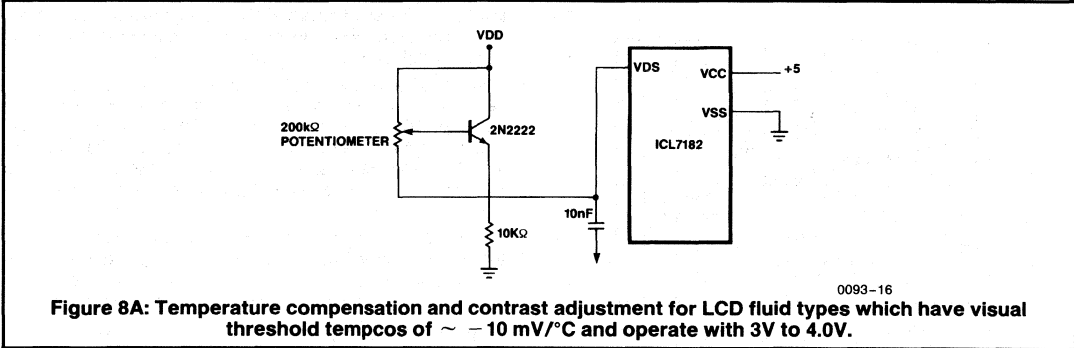 VDD
VDS
VCC
+5
VSS
200kΩ
POTENTIOMETER
2N2222
ICL7182
10nF
10KΩ
0093-16
Figure 8A: Temperature compensation and contrast adjustment for LCD fluid types which have visual
threshold tempcos of ~ -10 mV/°C and operate with 3V to 4.0V.